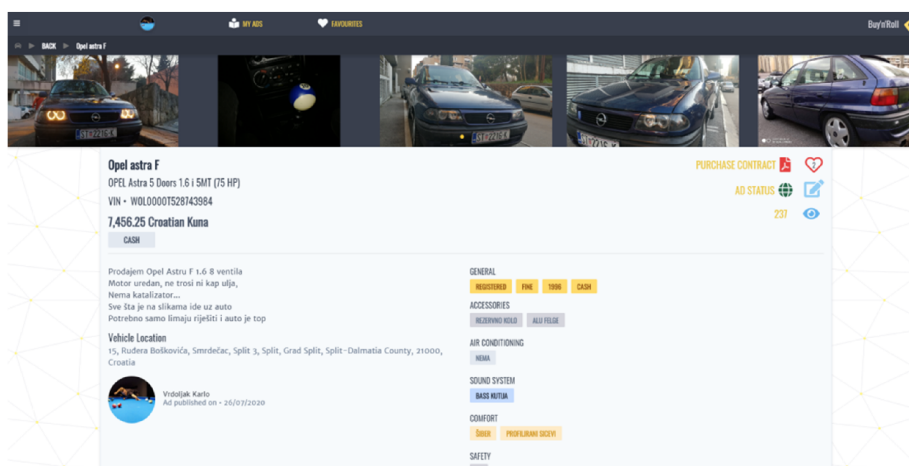 MY ADS FAVOURITES Buy'n'Roll
BACK Opel astra F
ST 2216-K
Opel astra F
OPEL Astra 5 Doors 1.6 i 5MT (75 HP)
VIN • W0L0000T528743984
7,456.25 Croatian Kuna
CASH
PURCHASE CONTRACT 2
AD STATUS
237
Prodajem Opel Astru F 1.6 8 ventila
Motor uredan, ne trosi ni kap ulja,
Nema katalizator...
Sve šta je na slikama ide uz auto
Potrebno samo limaju riješiti i auto je top
Vehicle Location
15, Ruđera Boškovića, Smrdečac, Split 3, Split, Grad Split, Split-Dalmatia County, 21000,
Croatia
Vrdoljak Karlo
Ad published on • 26/07/2020
GENERAL
REGISTERED FINE 1996 CASH
ACCESSORIES
REZERVNO KOLO ALU FELGE
AIR CONDITIONING
NEMA
SOUND SYSTEM
BASS KUTIJA
COMFORT
ŠIBER PROFILIRANI SICEVI
SAFETY